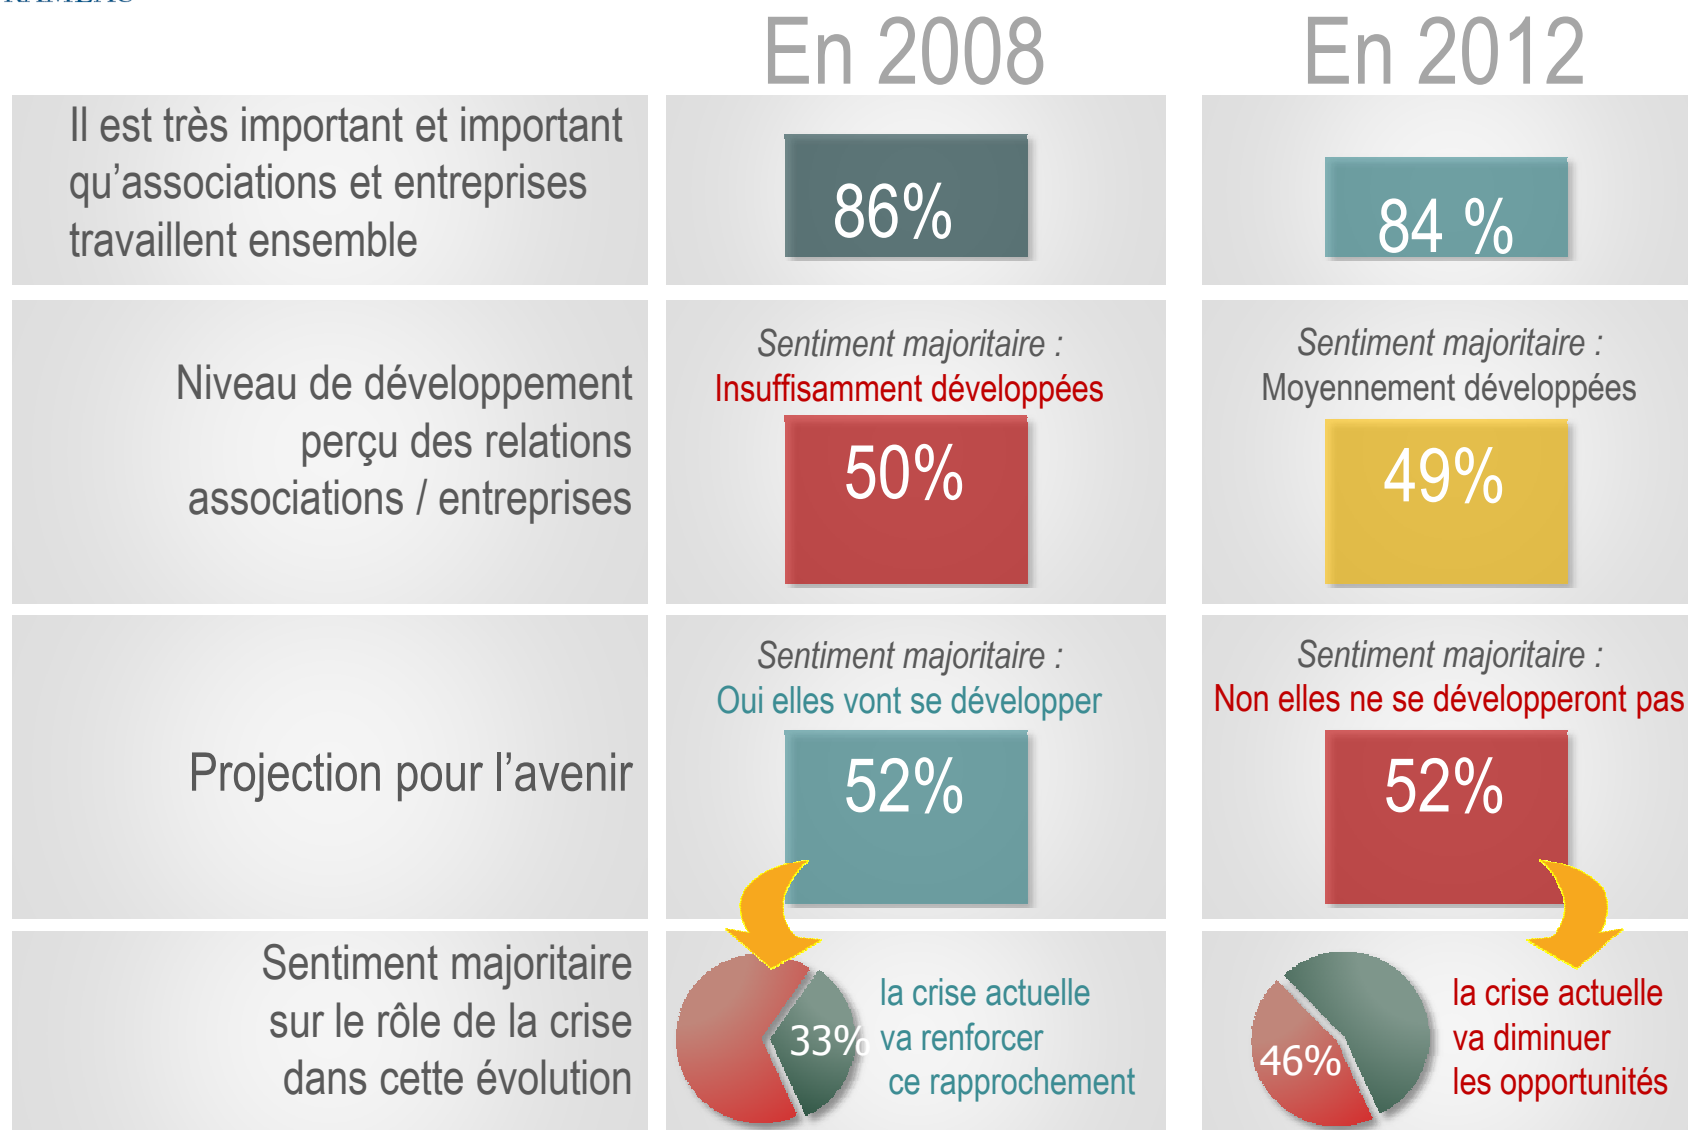 En 2008
En 2012
Il est très important et important
qu’associations et entreprises
travaillent ensemble
86%
84 %
Niveau de développement
perçu des relations
associations / entreprises
Sentiment majoritaire :
Insuffisamment développées
50%
Sentiment majoritaire :
Moyennement développées
49%
Projection pour l’avenir
Sentiment majoritaire :
Oui elles vont se développer
52%
Sentiment majoritaire :
Non elles ne se développeront pas
52%
Sentiment majoritaire
sur le rôle de la crise
dans cette évolution
33%
la crise actuelle
va renforcer
ce rapprochement
46%
la crise actuelle
va diminuer
les opportunités